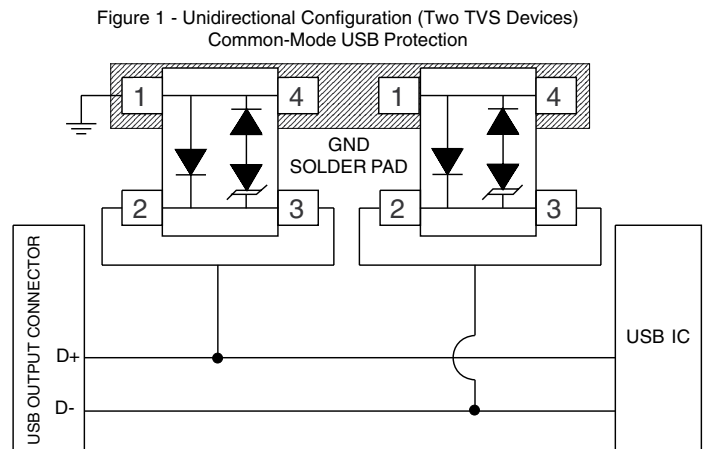 Figure 1 - Unidirectional Configuration (Two TVS Devices)
Common-Mode USB Protection
1
4
1
4
GND
SOLDER PAD
2
3
2
3
USB OUTPUT CONNECTOR
D+
D-
USB IC